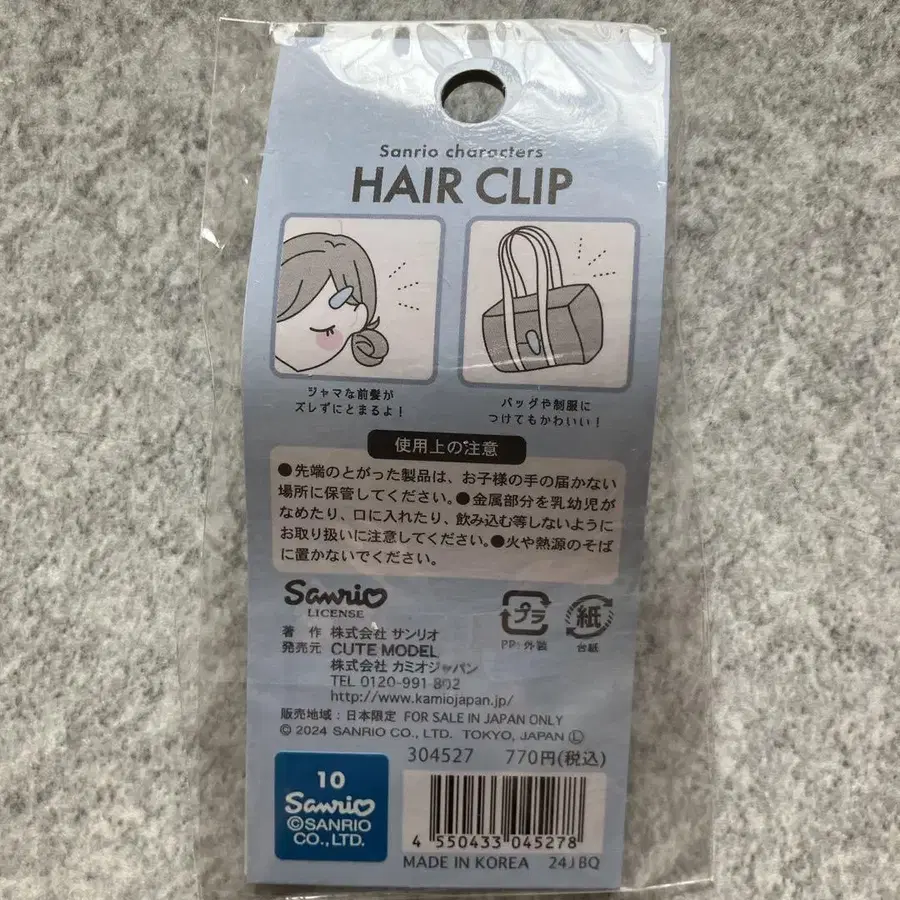 Sanrio characters
HAIR CLIP
ジャマな前髪が
ズレずにとまるよ!
バッグや制服に
つけてもかわいい!
使用上の注意
●先端のとがった製品は、お子様の手の届かない
場所に保管してください。●金属部分を乳幼児が
なめたり、口に入れたり、飲み込む等しないように
お取り扱いに注意してください。●火や熱源のそば
に置かないでください。
Sanrio
LICENSE
著 作 株式会社 サンリオ
発売元 CUTE MODEL
株式会社 カミオジャパン
TEL 0120-991-802
http://www.kamiojapan.jp/
プラ
PP:外装
紙
台紙
販売地域:日本限定 FOR SALE IN JAPAN ONLY
© 2024 SANRIO CO., LTD. TOKYO, JAPAN Ⓛ
304527 770円(税込)
10
Sanrio
©SANRIO
CO.,LTD.
4 550433 045278
MADE IN KOREA 24J BQ